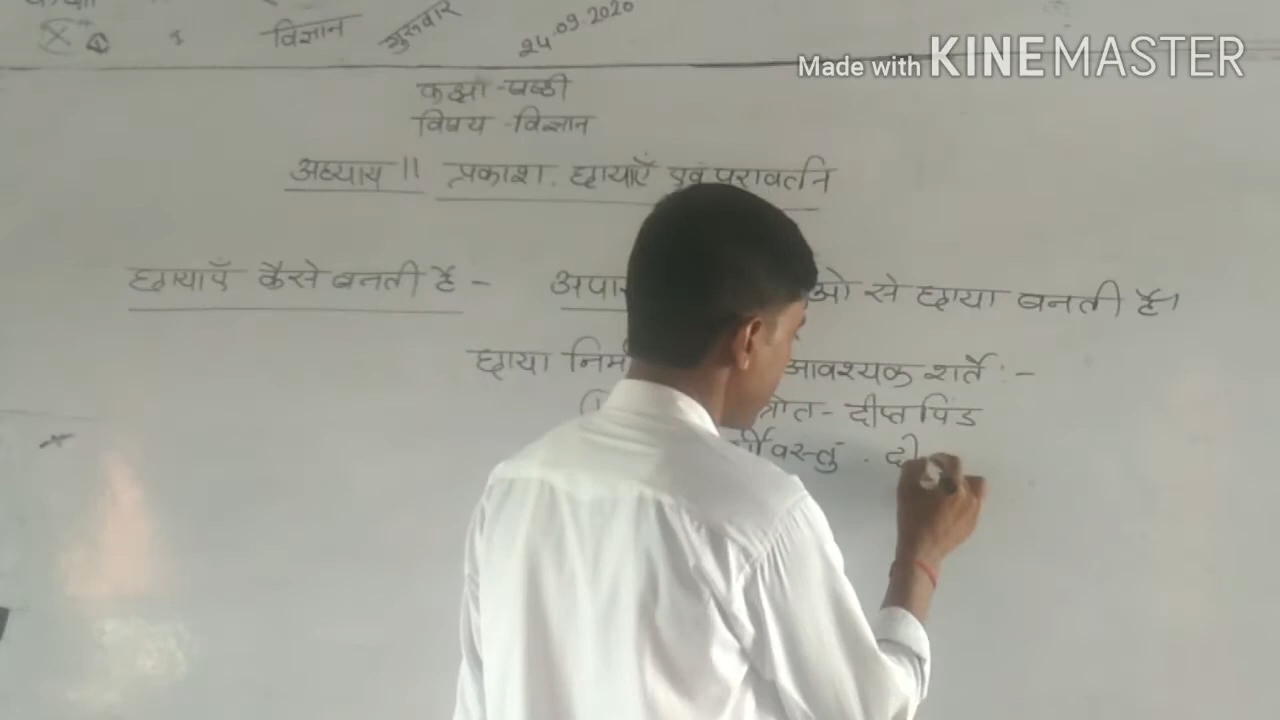 विज्ञान गुरुवार 24.09.2020
Made with KINEMASTER
कक्षा - षष्ठी
विषय - विज्ञान
अध्याय 11 प्रकाश. छायाएँ एवं परावर्तन
छायाएँ कैसे बनती है - अपार ओ से छाया बनती है।
छाया निर्म आवश्यक शर्ते :-
त्रोत - दीप्त पिंड
वस्तु . दी